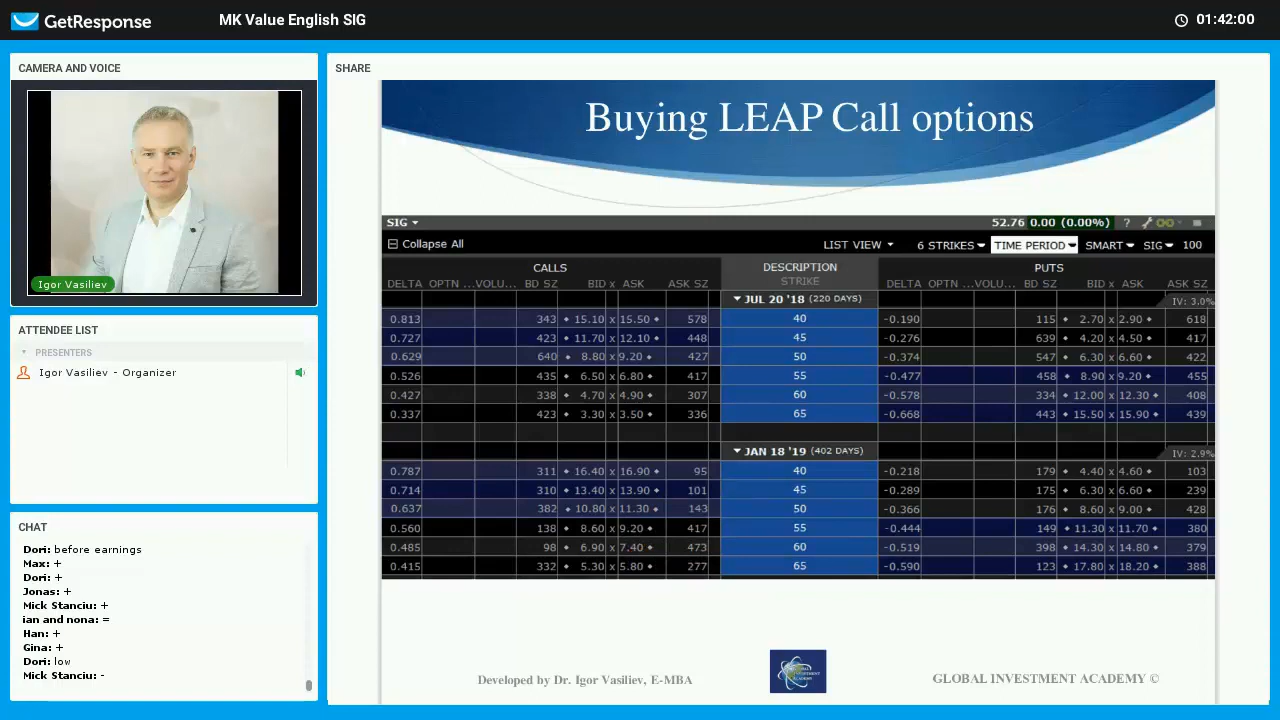 GetResponse
MK Value English SIG
01:42:00
CAMERA AND VOICE
Igor Vasiliev
ATTENDEE LIST
PRESENTERS
Igor Vasiliev - Organizer
CHAT
Dori: before earnings
Max: +
Dori: +
Jonas: +
Mick Stanciu: +
ian and nona: =
Han: +
Gina: +
Dori: low
Mick Stanciu: -
SHARE
Buying LEAP Call options
SIG 52.76 0.00 (0.00%) ?
Collapse All LIST VIEW 6 STRIKES TIME PERIOD SMART SIG 100
CALLS DESCRIPTION PUTS
DELTA OPTN ... VOLU... BD SZ BID x ASK ASK SZ STRIKE DELTA OPTN ... VOLU... BD SZ BID x ASK ASK SZ
JUL 20 '18 (220 DAYS) IV: 3.0%
0.813 343 15.10 x 15.50 578 40 -0.190 115 2.70 x 2.90 618
0.727 423 11.70 x 12.10 448 45 -0.276 639 4.20 x 4.50 417
0.629 640 8.80 x 9.20 427 50 -0.374 547 6.30 x 6.60 422
0.526 435 6.50 x 6.80 417 55 -0.477 458 8.90 x 9.20 455
0.427 338 4.70 x 4.90 307 60 -0.578 334 12.00 x 12.30 408
0.337 423 3.30 x 3.50 336 65 -0.668 443 15.50 x 15.90 439
JAN 18 '19 (402 DAYS) IV: 2.9%
0.787 311 16.40 x 16.90 95 40 -0.218 179 4.40 x 4.60 103
0.714 310 13.40 x 13.90 101 45 -0.289 175 6.30 x 6.60 239
0.637 382 10.80 x 11.30 143 50 -0.366 176 8.60 x 9.00 428
0.560 138 8.60 x 9.20 417 55 -0.444 149 11.30 x 11.70 380
0.485 98 6.90 x 7.40 473 60 -0.519 398 14.30 x 14.80 379
0.415 332 5.30 x 5.80 277 65 -0.590 123 17.80 x 18.20 388
Developed by Dr. Igor Vasiliev, E-MBA
GLOBAL INVESTMENT ACADEMY ©